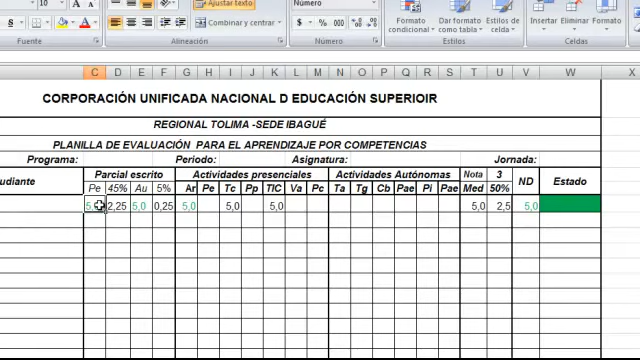 Ajustar texto
Combinar y centrar
Formato condicional
Dar formato como tabla
Estilos de celda
Insertar Eliminar Formato
Fuente Alineación Número Estilos Celdas
C D E F G H I J K L M N O P Q R S T U V W X
CORPORACIÓN UNIFICADA NACIONAL D EDUCACIÓN SUPERIOIR
REGIONAL TOLIMA -SEDE IBAGUÉ
PLANILLA DE EVALUACIÓN PARA EL APRENDIZAJE POR COMPETENCIAS
Programa: Periodo: Asignatura: Jornada:
udiante Parcial escrito Actividades presenciales Actividades Autónomas Nota 3 ND Estado
Pe 45% Au 5% Ar Pe Tc Pp TIC Va Pc Ta Tg Cb Pae Pi Pae Med 50%
2,25 5,0 0,25 5,0 5,0 5,0 5,0 2,5 5,0